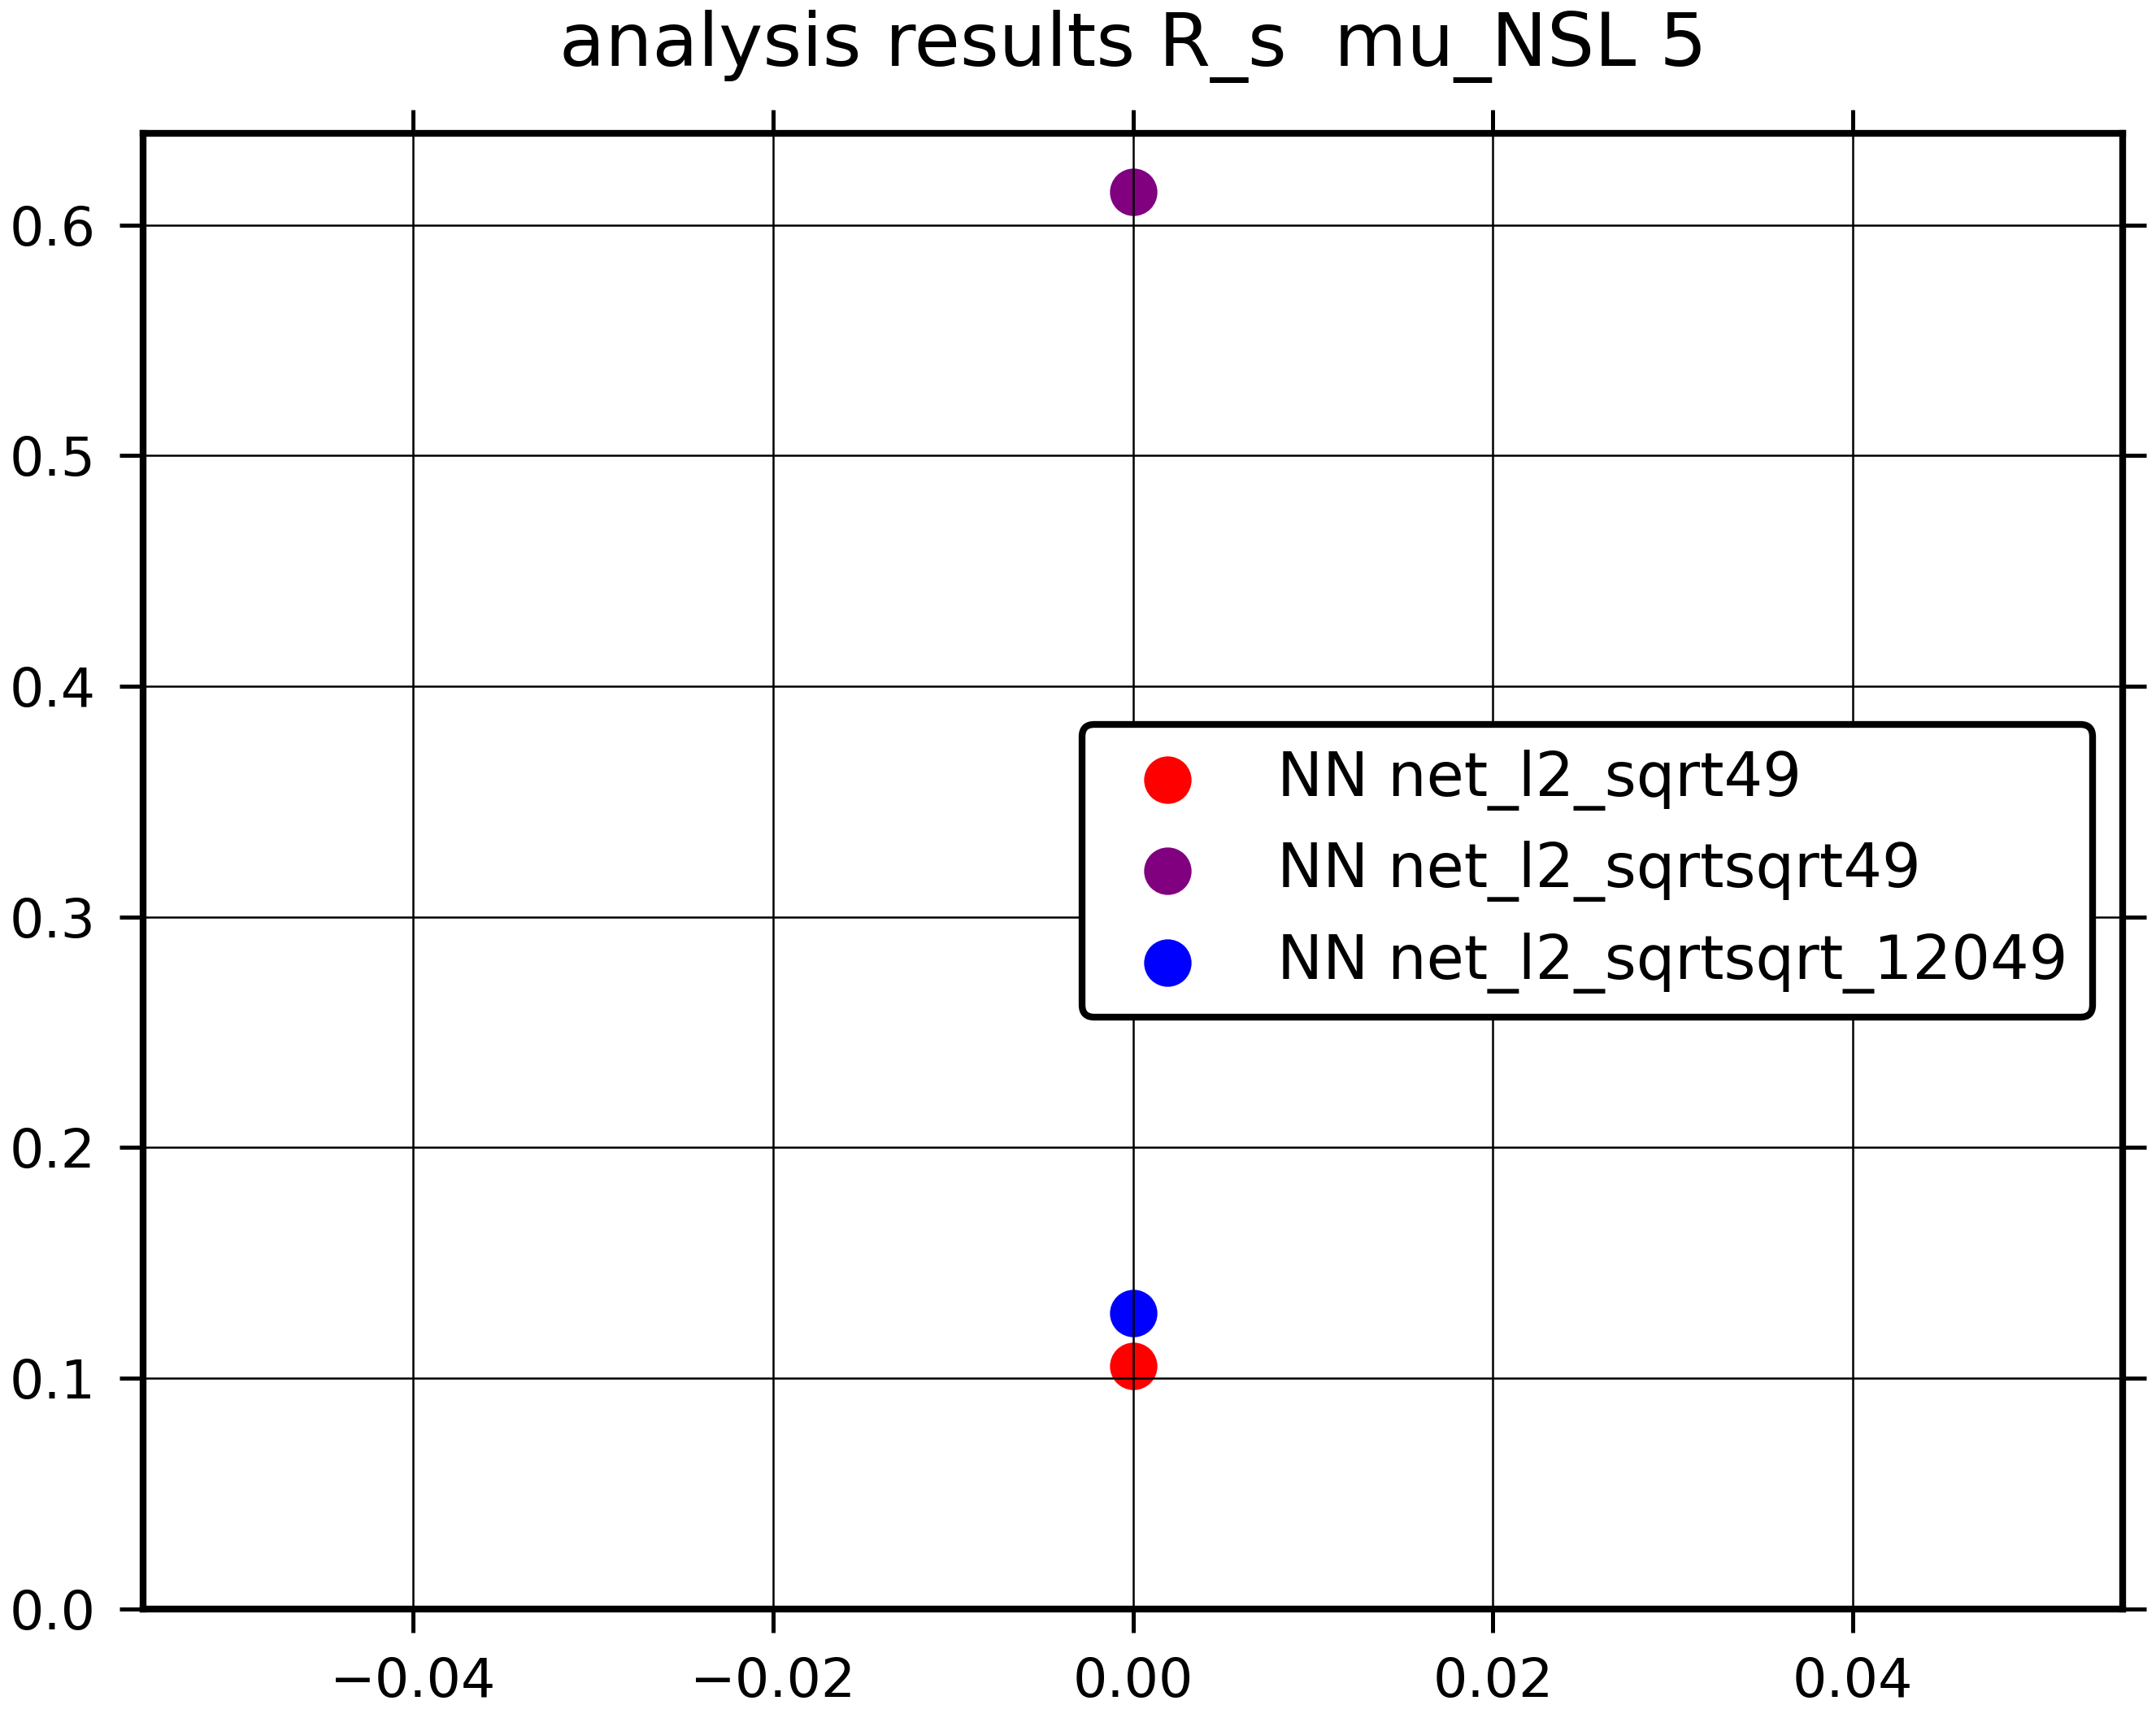 analysis results R_s  mu_NSL 5
0.6
0.5
0.4
0.3
0.2
0.1
0.0
NN net_l2_sqrt49
NN net_l2_sqrtsqrt49
NN net_l2_sqrtsqrt_12049
−0.04 −0.02 0.00 0.02 0.04